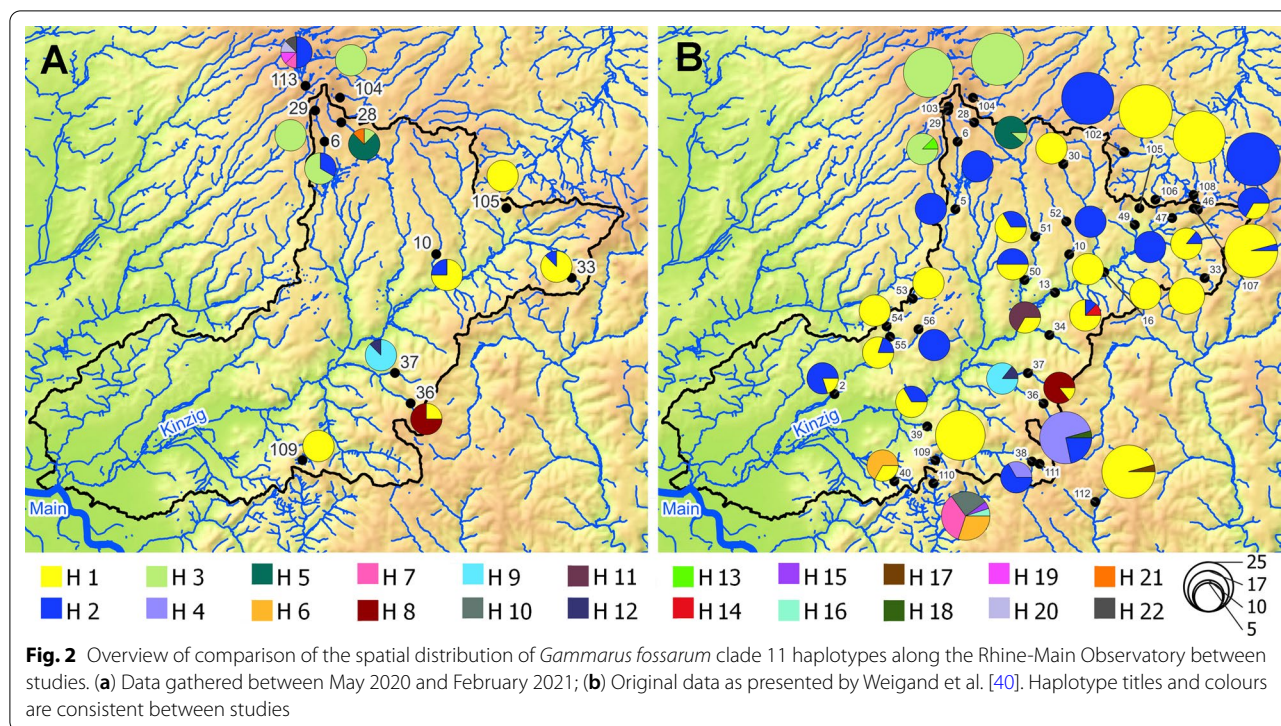 A
113
104
29
28
6
105
10
33
37
36
109
Kinzig
Main
B
103
104
29
28
6
102
105
30
5
106
108
46
49
47
52
51
10
50
13
33
107
53
16
54
56
55
34
37
2
36
Kinzig
39
38
109
111
40
110
112
Main
H 1
H 3
H 5
H 7
H 9
H 11
H 13
H 15
H 17
H 19
H 21
25
17
10
5
H 2
H 4
H 6
H 8
H 10
H 12
H 14
H 16
H 18
H 20
H 22
Fig. 2 Overview of comparison of the spatial distribution of Gammarus fossarum clade 11 haplotypes along the Rhine-Main Observatory between
studies. (a) Data gathered between May 2020 and February 2021; (b) Original data as presented by Weigand et al. [40]. Haplotype titles and colours
are consistent between studies